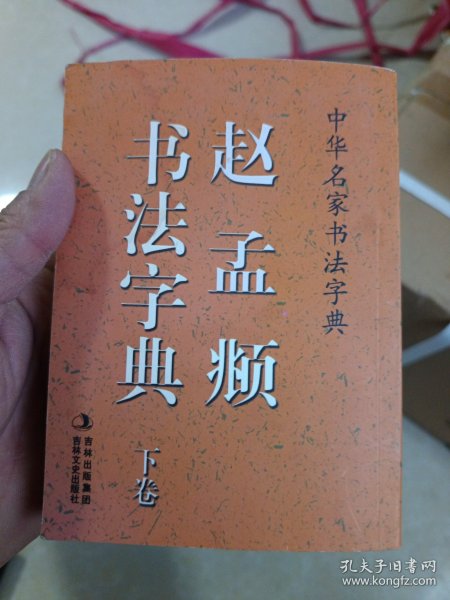 中华名家书法字典
赵孟𫖯
书法字典
下卷
吉林出版集团
吉林文史出版社
孔夫子旧书网
www.kongfz.com